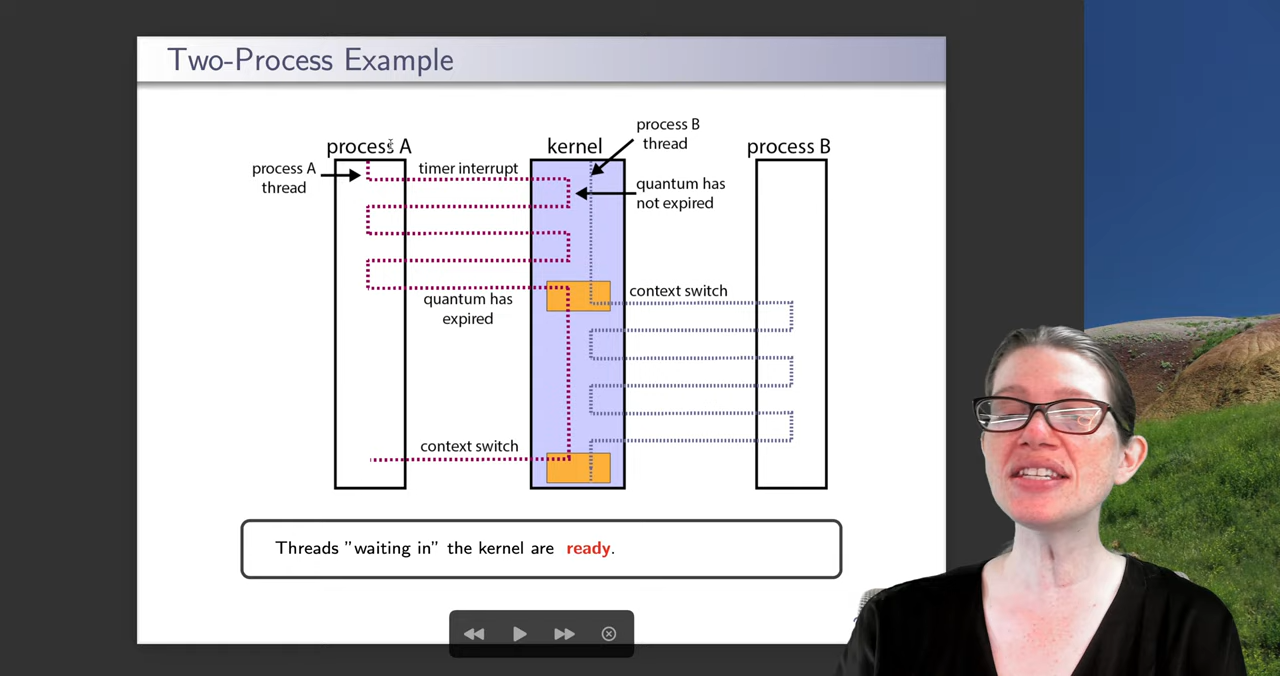 Two-Process Example
process A
kernel
process B
process B
thread
process A
thread
timer interrupt
quantum has
not expired
quantum has
expired
context switch
context switch
Threads "waiting in" the kernel are ready.